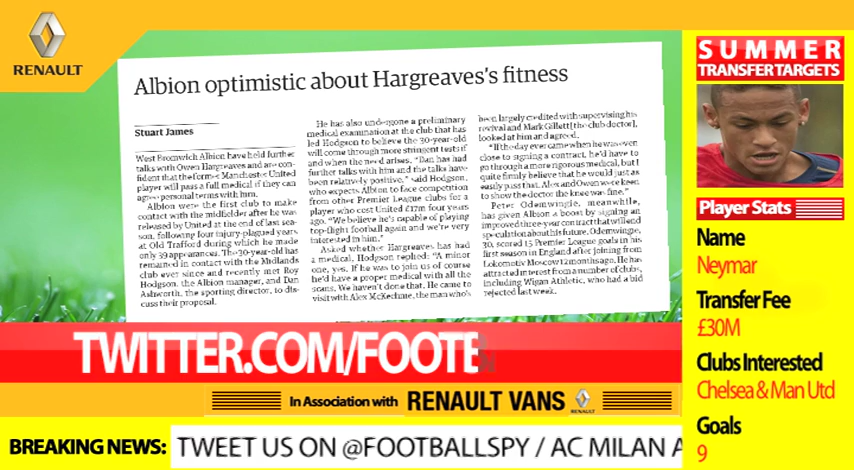 RENAULT
Albion optimistic about Hargreaves's fitness
Stuart James
West Bromwich Albion have held further
talks with Owen Hargreaves and are con-
fident that the former Manchester United
player will pass a full medical if they can
agree personal terms with him.
Albion were the first club to make
contact with the midfielder after he was
released by United at the end of last sea-
son, following four injury-plagued years
at Old Trafford during which he made
only 39 appearances. The 30-year-old has
remained in contact with the Midlands
club ever since and recently met Roy
Hodgson, the Albion manager, and Dan
Ashworth, the sporting director, to dis-
cuss their proposal.
He has also undergone a preliminary
medical examination at the club that has
led Hodgson to believe the 30-year-old
will come through more stringent tests if
and when the need arises. "Dan has had
further talks with him and the talks have
been relatively positive," said Hodgson,
who expects Albion to face competition
from other Premier League clubs for a
player who cost United £17m four years
ago. "We believe he's capable of playing
top-flight football again and we're very
interested in him."
Asked whether Hargreaves has had
a medical, Hodgson replied: "A minor
one, yes. If he was to join us of course
he'd have a proper medical with all the
scans. We haven't done that. He came to
visit with Alex McKechnie, the man who's
been largely credited with supervising his
revival and Mark Gillett [the club doctor],
looked at him and agreed.
"If the day ever came when he was even
close to signing a contract, he'd have to
go through a more rigorous medical, but I
quite firmly believe that he would just as
easily pass that. Alex and Owen were keen
to show the doctor the knee was fine."
Peter Odemwingie, meanwhile,
has given Albion a boost by signing an
improved three-year contract that will end
speculation about his future. Odemwingie,
30, scored 15 Premier League goals in his
first season in England after joining from
Lokomotiv Moscow 12 months ago. He has
attracted interest from a number of clubs,
including Wigan Athletic, who had a bid
rejected last week.
SUMMER
TRANSFER TARGETS
Player Stats
Name
Neymar
Transfer Fee
£30M
Clubs Interested
Chelsea & Man Utd
Goals
9
TWITTER.COM/FOOTB
In Association with RENAULT VANS
RENAULT
BREAKING NEWS: TWEET US ON @FOOTBALLSPY / AC MILAN A